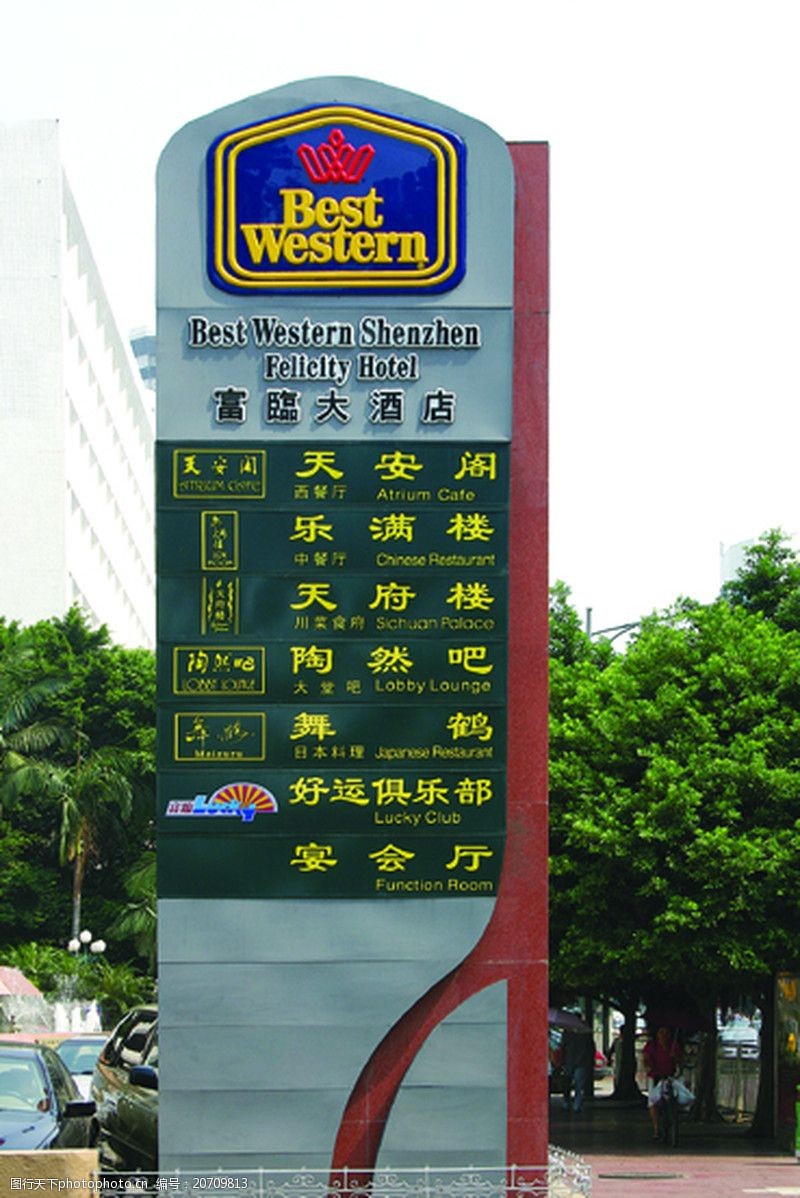 Best
Western
Best Western Shenzhen
Felicity Hotel
富臨大酒店
天安阁
ATRIUM CAFE
天安阁
西餐厅 Atrium Cafe
乐满楼
中餐厅 Chinese Restaurant
天府楼
天府楼
川菜食府 Sichuan Palace
陶然吧
LOBBY LOUNGE
陶然吧
大堂吧 Lobby Lounge
舞鹤
Maizuru
舞鹤
日本料理 Japanese Restaurant
Lucky
好运俱乐部
Lucky Club
宴会厅
Function Room
图行天下photophoto.cn 编号：20709813